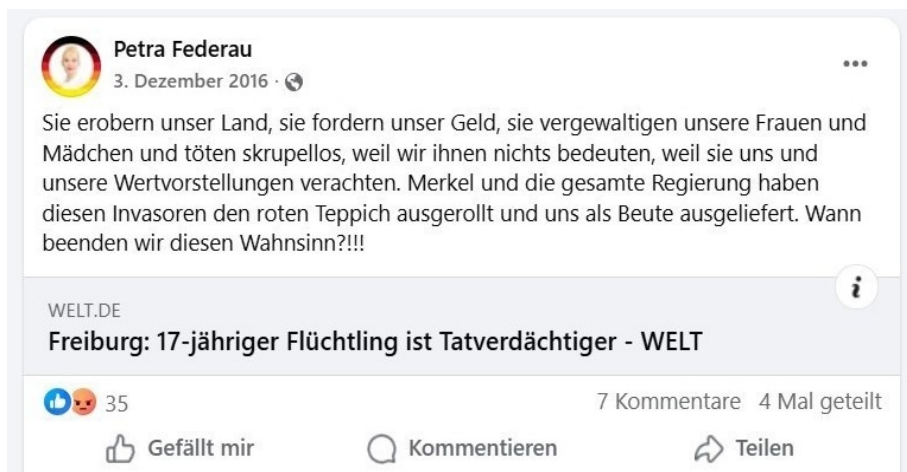 Petra Federau
3. Dezember 2016 ·
Sie erobern unser Land, sie fordern unser Geld, sie vergewaltigen unsere Frauen und
Mädchen und töten skrupellos, weil wir ihnen nichts bedeuten, weil sie uns und
unsere Wertvorstellungen verachten. Merkel und die gesamte Regierung haben
diesen Invasoren den roten Teppich ausgerollt und uns als Beute ausgeliefert. Wann
beenden wir diesen Wahnsinn?!!!
WELT.DE
Freiburg: 17-jähriger Flüchtling ist Tatverdächtiger - WELT
35 7 Kommentare 4 Mal geteilt
Gefällt mir Kommentieren Teilen